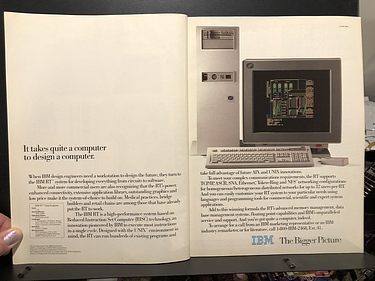 It takes quite a computer
to design a computer.
When IBM design engineers need a workstation to design the future, they turn to
the IBM RT™ system for developing everything from circuits to software.
More and more commercial users are also recognizing that the RT's power,
enhanced connectivity, extensive application library, outstanding graphics and
low price make it the system-of-choice to build on. Medical practices, bridge
builders and retail chains are among those that have already
put the RT to work.
The IBM RT is a high-performance system based on
Reduced Instruction Set Computer (RISC) technology, an
innovation pioneered by IBM to execute most instructions
in a single cycle. Designed with the UNIX environment in
mind, the RT can run hundreds of existing programs and
take full advantage of future AIX and UNIX innovations.
To meet your complex communications requirements, the RT supports
TCP/IP, ASCII, SNA, Ethernet, Token-Ring and NFS networking configurations
for homogeneous/heterogeneous distributed networks for up to 32 users per RT.
And you can easily customize your RT system to your particular needs using
languages and programming tools for commercial, scientific and expert system
applications.
Add to this winning formula the RT's advanced memory management, data
base management systems, floating point capabilities and IBM's unparalleled
service and support. And you've got quite a computer, indeed.
To arrange for a call from an IBM marketing representative or an IBM
industry remarketer, or for literature, call 1-800-IBM-2468, Ext. 41.
IBM The Bigger Picture